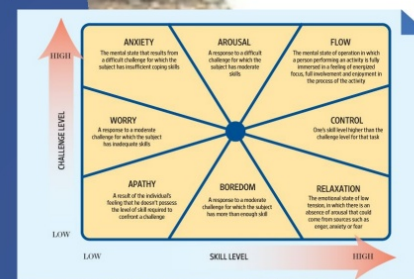 ANXIETY
The mental state that results from
a difficult challenge for which the
subject has insufficient coping skills
AROUSAL
A response to a difficult
challenge for which the
subject has moderate
skills
FLOW
The mental state of operation in which
a person performing an activity is fully
immersed in a feeling of energized
focus, full involvement and enjoyment in
the process of the activity
HIGH
CHALLENGE LEVEL
LOW
WORRY
A response to a moderate
challenge for which the subject
has inadequate skills
CONTROL
One's skill level higher than the
challenge level for that task
APATHY
A result of the individual's
feeling that he doesn't possess
the level of skill required to
confront a challenge
BOREDOM
A response to a moderate
challenge for which the subject
has more than enough skill
RELAXATION
The emotional state of low
tension, in which there is an
absence of arousal that could
come from sources such as
anger, anxiety or fear
LOW
SKILL LEVEL
HIGH